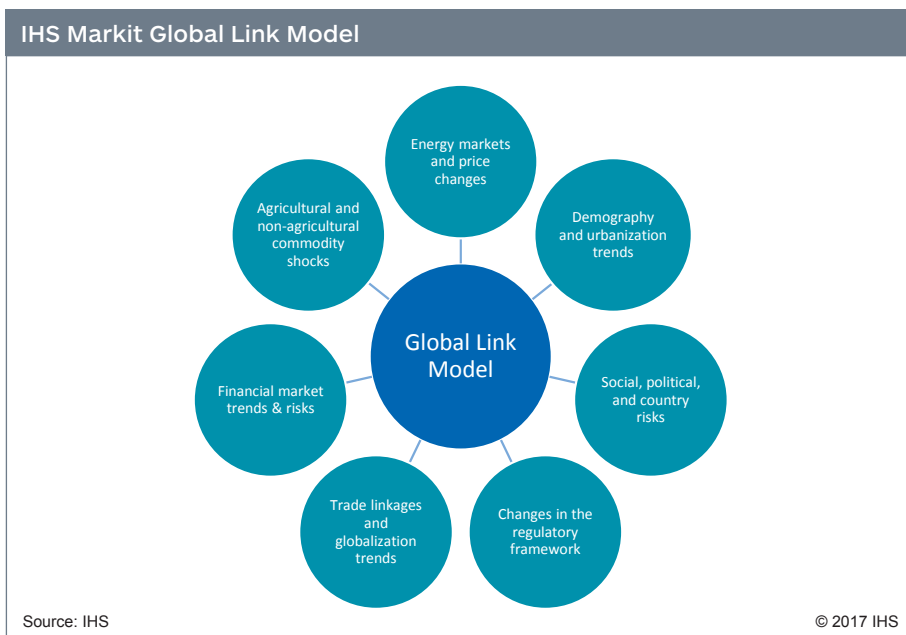 IHS Markit Global Link Model
Energy markets
and price
changes
Demography
and urbanization
trends
Social, political,
and country
risks
Changes in the
regulatory
framework
Trade linkages
and
globalization
trends
Financial market
trends & risks
Agricultural and
non-agricultural
commodity
shocks
Global Link
Model
Source: IHS
© 2017 IHS